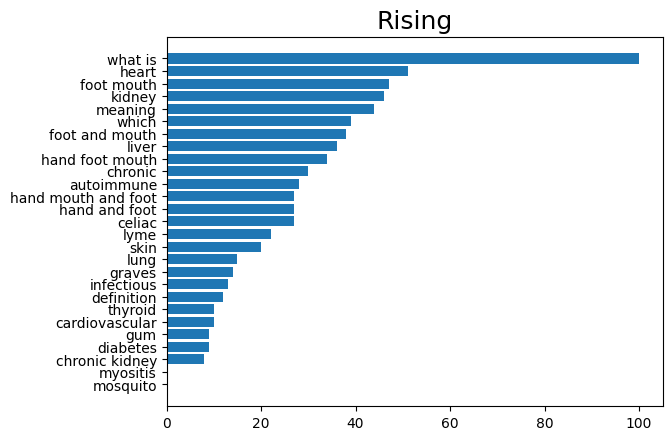 Rising
what is
heart
foot mouth
kidney
meaning
which
foot and mouth
liver
hand foot mouth
chronic
autoimmune
hand mouth and foot
hand and foot
celiac
lyme
skin
lung
graves
infectious
definition
thyroid
cardiovascular
gum
diabetes
chronic kidney
myositis
mosquito
0 20 40 60 80 100